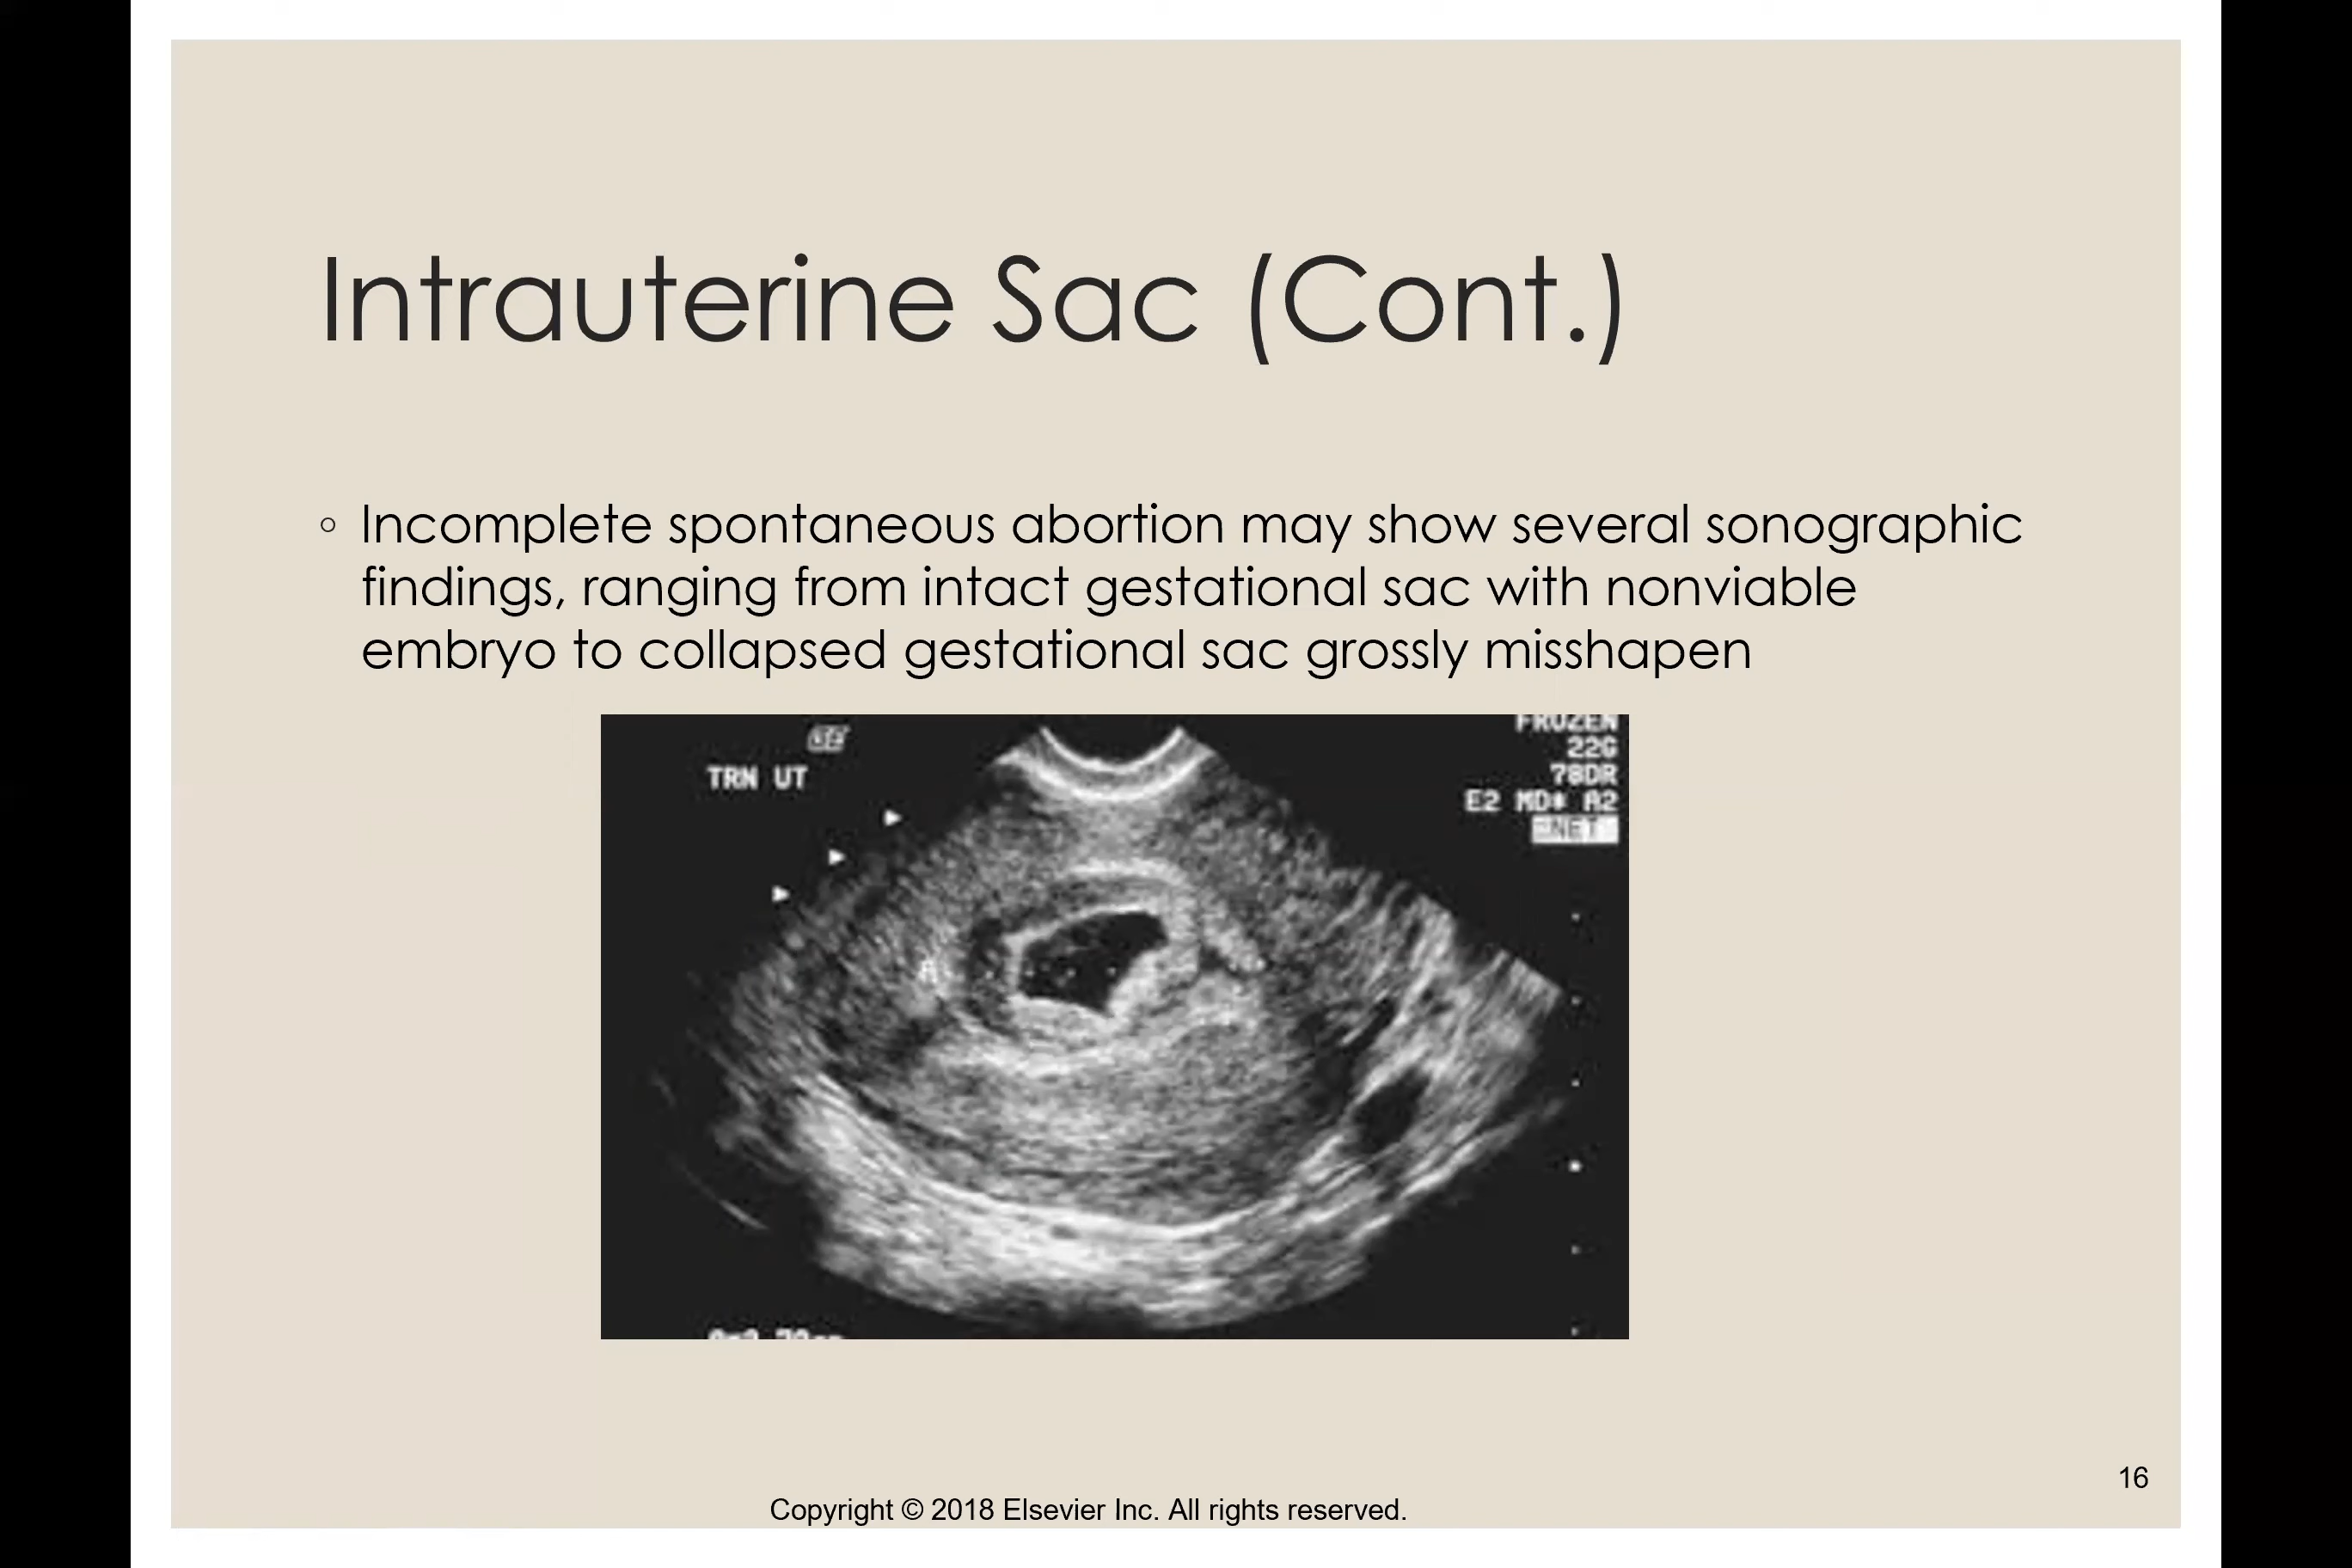 Intrauterine Sac (Cont.)
Incomplete spontaneous abortion may show several sonographic
findings, ranging from intact gestational sac with nonviable
embryo to collapsed gestational sac grossly misshapen
TRN UT
FROZEN
22G
78DR
E2 MD# A2
NET
16
Copyright © 2018 Elsevier Inc. All rights reserved.